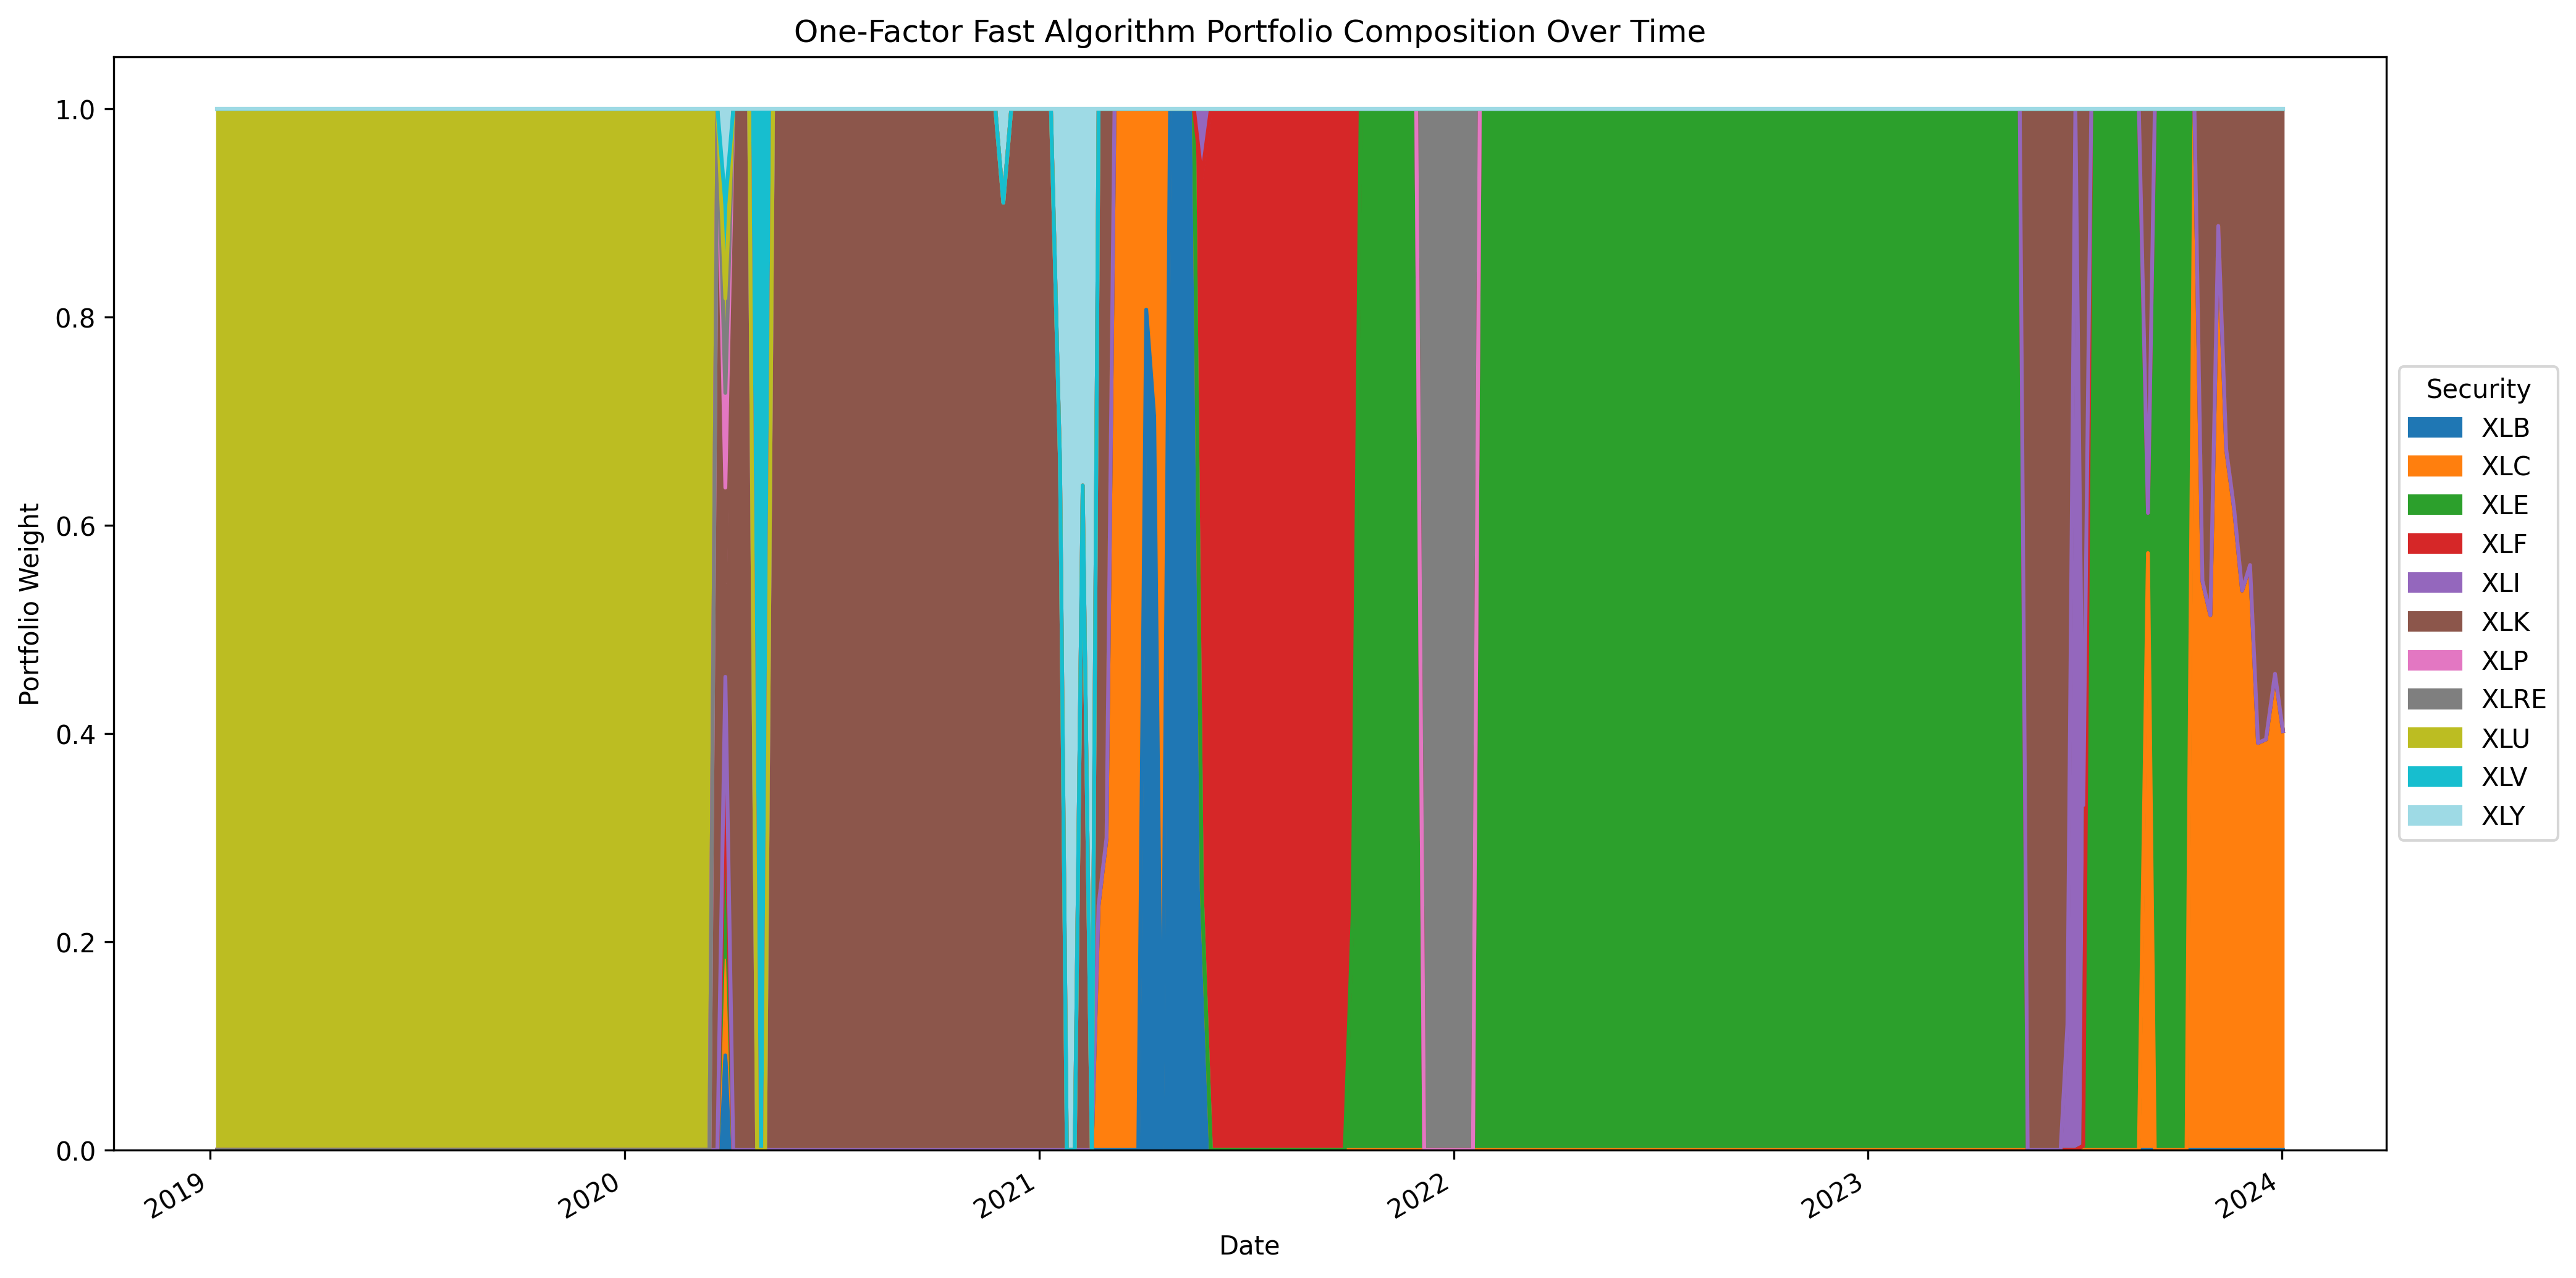 One-Factor Fast Algorithm Portfolio Composition Over Time
Portfolio Weight
1.0
0.8
0.6
0.4
0.2
0.0
2019
2020
2021
2022
2023
2024
Date
Security
XLB
XLC
XLE
XLF
XLI
XLK
XLP
XLRE
XLU
XLV
XLY